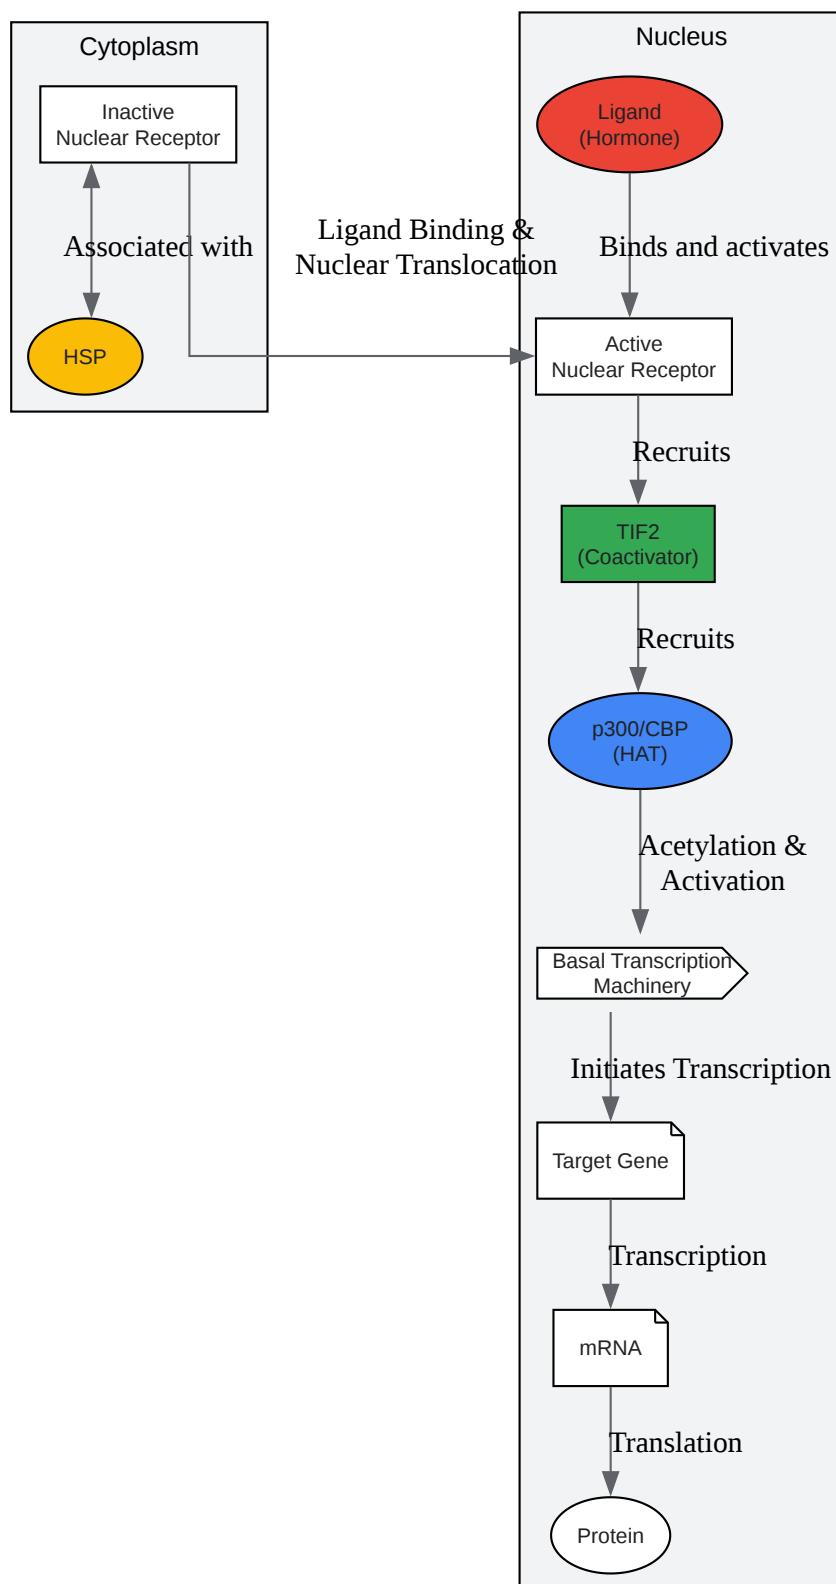 Cytoplasm
Inactive
Nuclear Receptor
Associated with
HSP
Ligand Binding &
Nuclear Translocation
Nucleus
Ligand
(Hormone)
Binds and activates
Active
Nuclear Receptor
Recruits
TIF2
(Coactivator)
Recruits
p300/CBP
(HAT)
Acetylation &
Activation
Basal Transcription
Machinery
Initiates Transcription
Target Gene
Transcription
mRNA
Translation
Protein